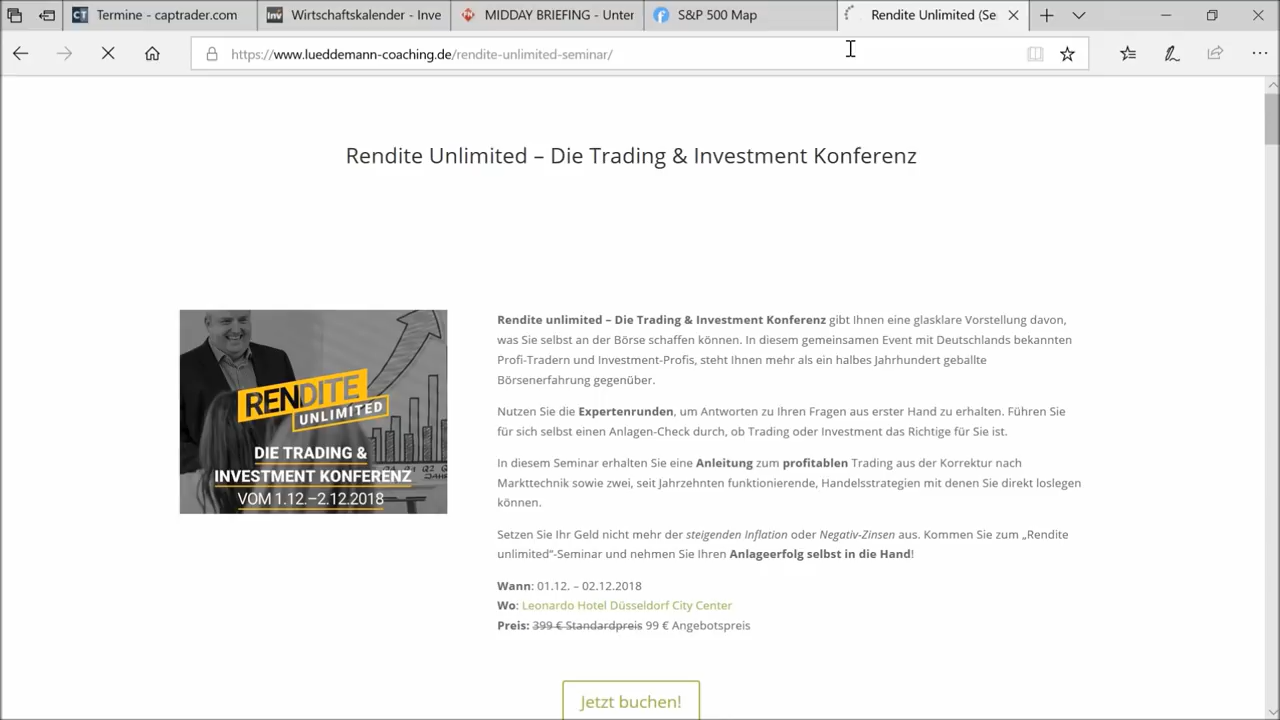 Termine - captrader.com
Wirtschaftskalender - Inve
MIDDAY BRIEFING - Unter
S&P 500 Map
Rendite Unlimited (Se
https://www.lueddemann-coaching.de/rendite-unlimited-seminar/
Rendite Unlimited – Die Trading & Investment Konferenz
RENDITE
UNLIMITED
DIE TRADING &
INVESTMENT KONFERENZ
VOM 1.12.–2.12.2018
Rendite unlimited – Die Trading & Investment Konferenz gibt Ihnen eine glasklare Vorstellung davon,
was Sie selbst an der Börse schaffen können. In diesem gemeinsamen Event mit Deutschlands bekannten
Profi-Tradern und Investment-Profis, steht Ihnen mehr als ein halbes Jahrhundert geballte
Börsenerfahrung gegenüber.
Nutzen Sie die Expertenrunden, um Antworten zu Ihren Fragen aus erster Hand zu erhalten. Führen Sie
für sich selbst einen Anlagen-Check durch, ob Trading oder Investment das Richtige für Sie ist.
In diesem Seminar erhalten Sie eine Anleitung zum profitablen Trading aus der Korrektur nach
Markttechnik sowie zwei, seit Jahrzehnten funktionierende, Handelsstrategien mit denen Sie direkt loslegen
können.
Setzen Sie Ihr Geld nicht mehr der steigenden Inflation oder Negativ-Zinsen aus. Kommen Sie zum „Rendite
unlimited“-Seminar und nehmen Sie Ihren Anlageerfolg selbst in die Hand!
Wann: 01.12. – 02.12.2018
Wo: Leonardo Hotel Düsseldorf City Center
Preis: 399 € Standardpreis 99 € Angebotspreis
Jetzt buchen!